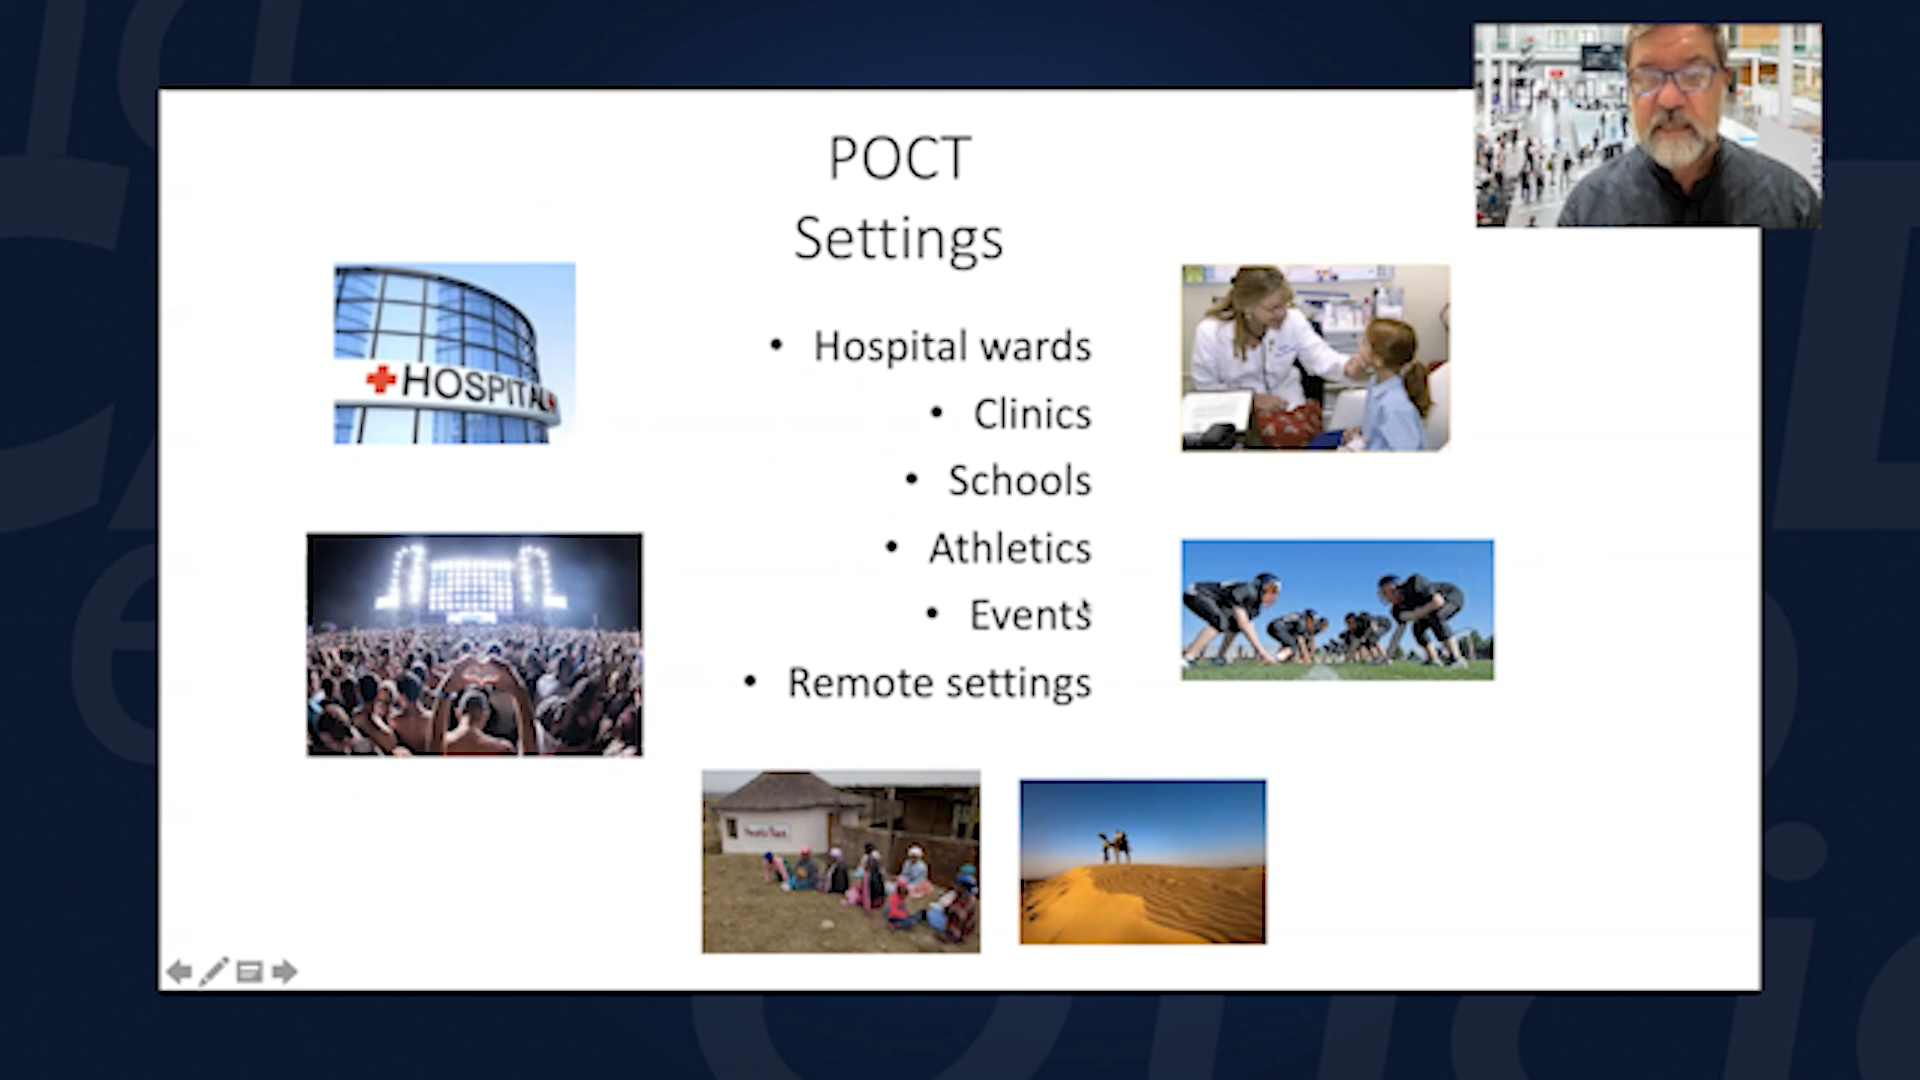 POCT
Settings
HOSPITAL
• Hospital wards
• Clinics
• Schools
• Athletics
• Events
• Remote settings